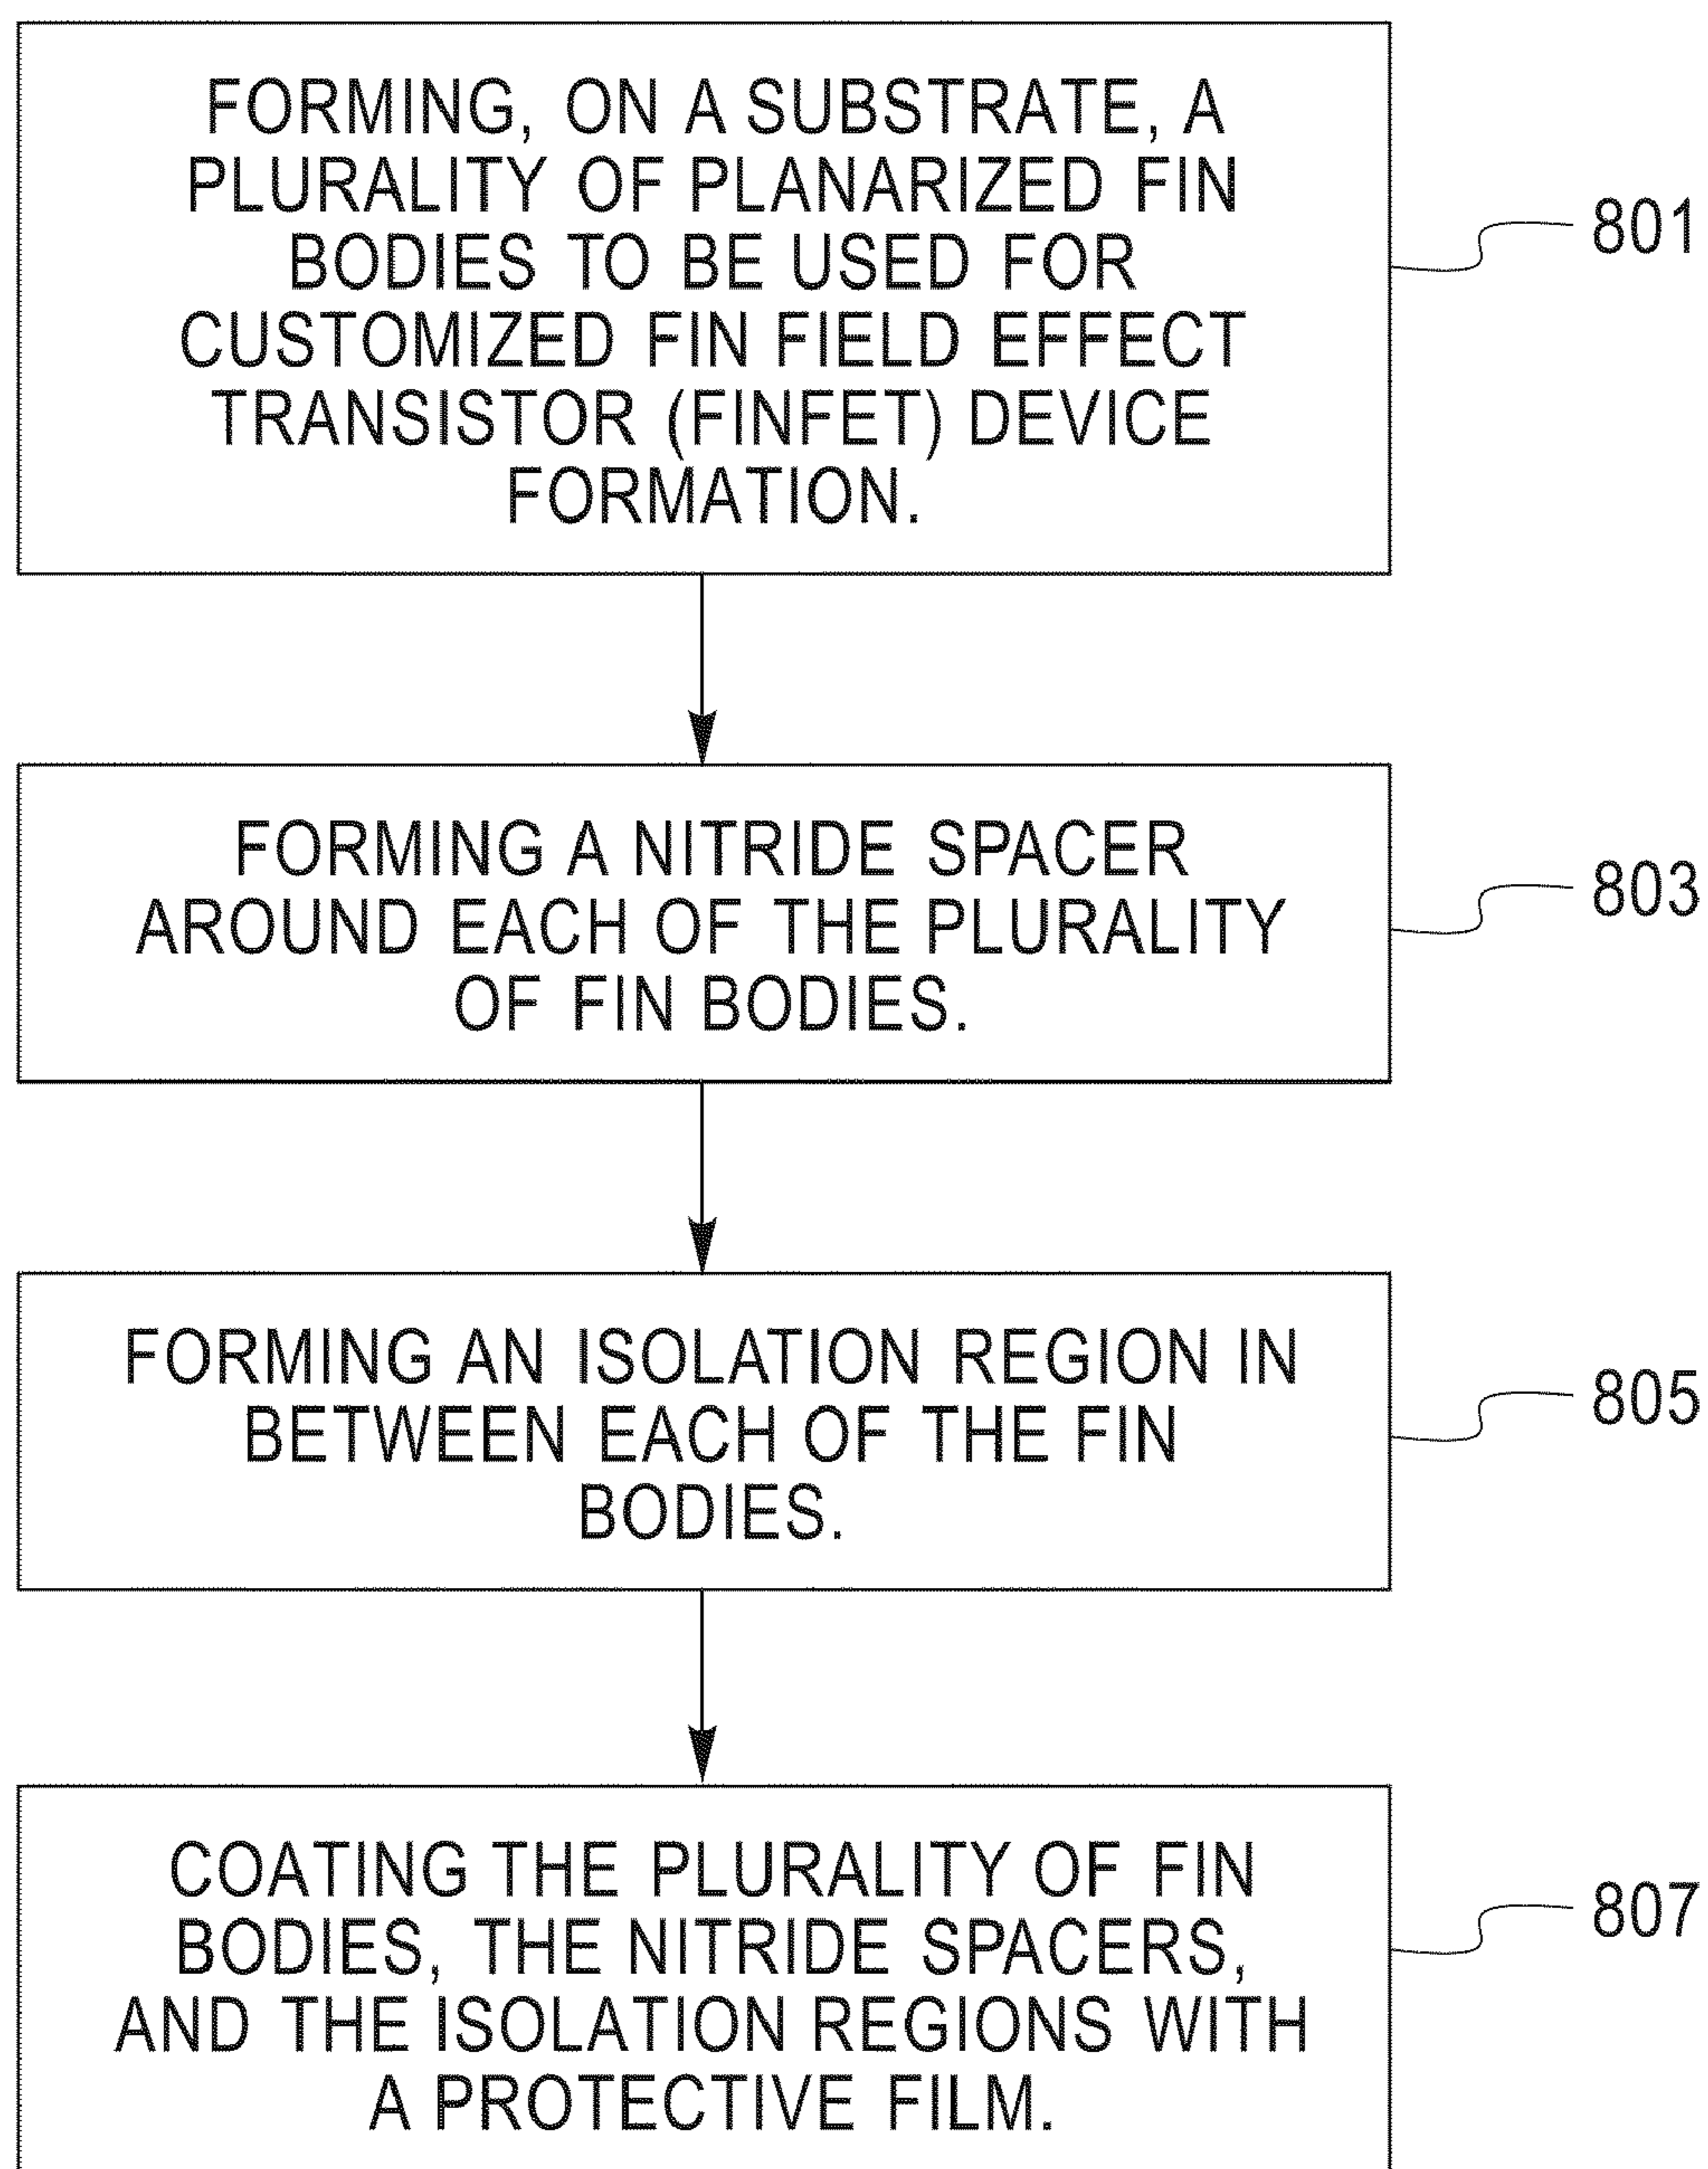 FORMING, ON A SUBSTRATE, A
PLURALITY OF PLANARIZED FIN
BODIES TO BE USED FOR
CUSTOMIZED FIN FIELD EFFECT
TRANSISTOR (FINFET) DEVICE
FORMATION.
801
FORMING A NITRIDE SPACER
AROUND EACH OF THE PLURALITY
OF FIN BODIES.
803
FORMING AN ISOLATION REGION IN
BETWEEN EACH OF THE FIN
BODIES.
805
COATING THE PLURALITY OF FIN
BODIES, THE NITRIDE SPACERS,
AND THE ISOLATION REGIONS WITH
A PROTECTIVE FILM.
807